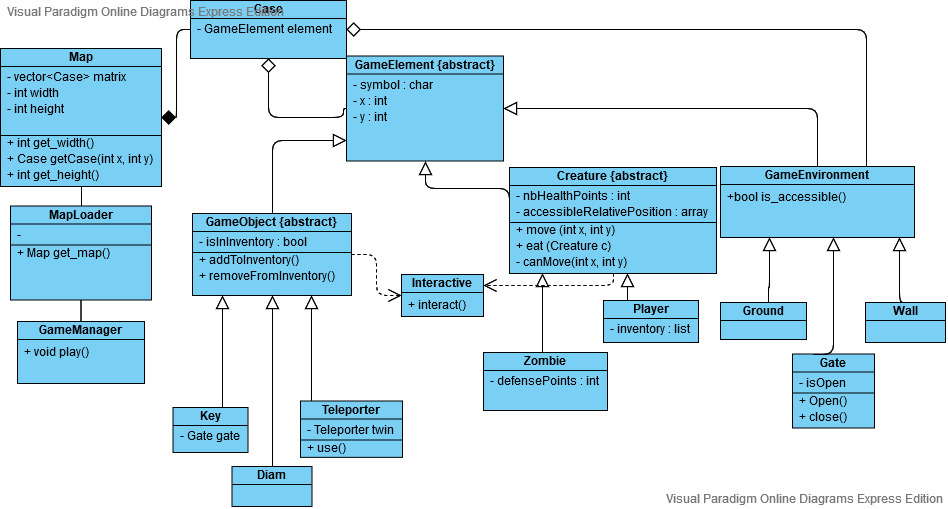 Visual Paradigm Online Diagrams Express Edition
Case
- GameElement element
Map
- vector<Case> matrix
- int width
- int height
+ int get_width()
+ Case getCase(int x, int y)
+ int get_height()
GameElement {abstract}
- symbol : char
- x : int
- y : int
MapLoader
-
+ Map get_map()
GameManager
+ void play()
GameObject {abstract}
- isInInventory : bool
+ addToInventory()
+ removeFromInventory()
Creature {abstract}
- nbHealthPoints : int
- accessibleRelativePosition : array
+ move (int x, int y)
+ eat (Creature c)
- canMove(int x, int y)
GameEnvironment
+bool is_accessible()
Interactive
+ interact()
Player
- inventory : list
Ground
Wall
Zombie
- defensePoints : int
Gate
- isOpen
+ Open()
+ close()
Key
- Gate gate
Teleporter
- Teleporter twin
+ use()
Diam
Visual Paradigm Online Diagrams Express Edition